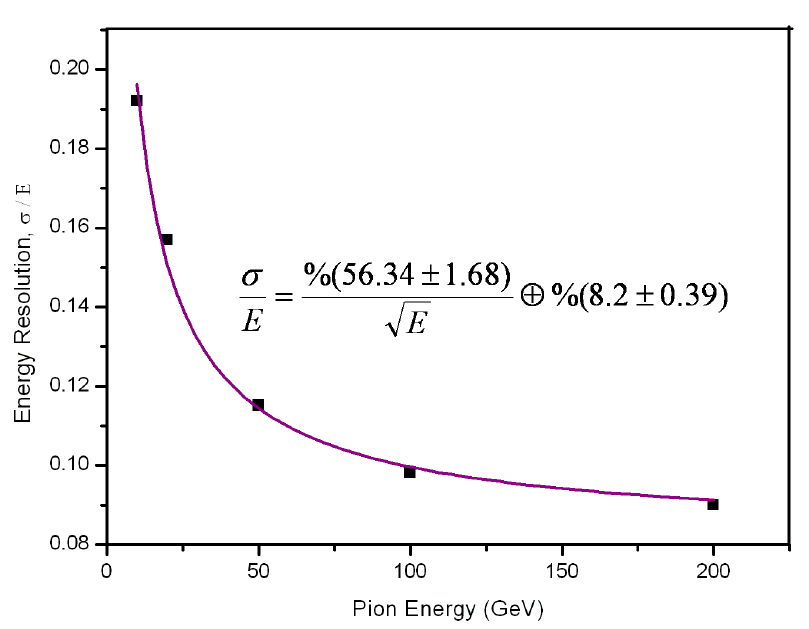 0.20
0.18
0.16
0.14
0.12
0.10
0.08
Energy Resolution, σ / E
σ/E = %(56.34 ± 1.68)/√E ⊕ %(8.2 ± 0.39)
0 50 100 150 200
Pion Energy (GeV)